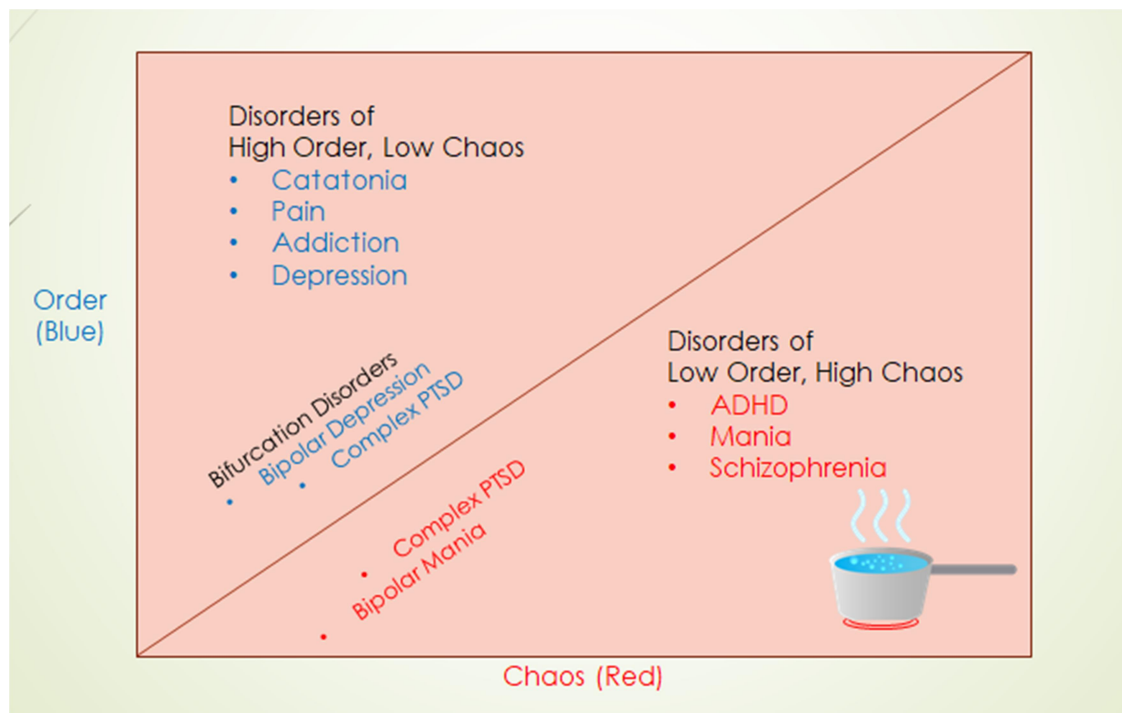 Disorders of
High Order, Low Chaos
• Catatonia
• Pain
• Addiction
• Depression
Order
(Blue)
Disorders of
Low Order, High Chaos
• ADHD
• Mania
• Schizophrenia
Bifurcation Disorders
• Bipolar Depression
• Complex PTSD
• Complex PTSD
• Bipolar Mania
Chaos (Red)